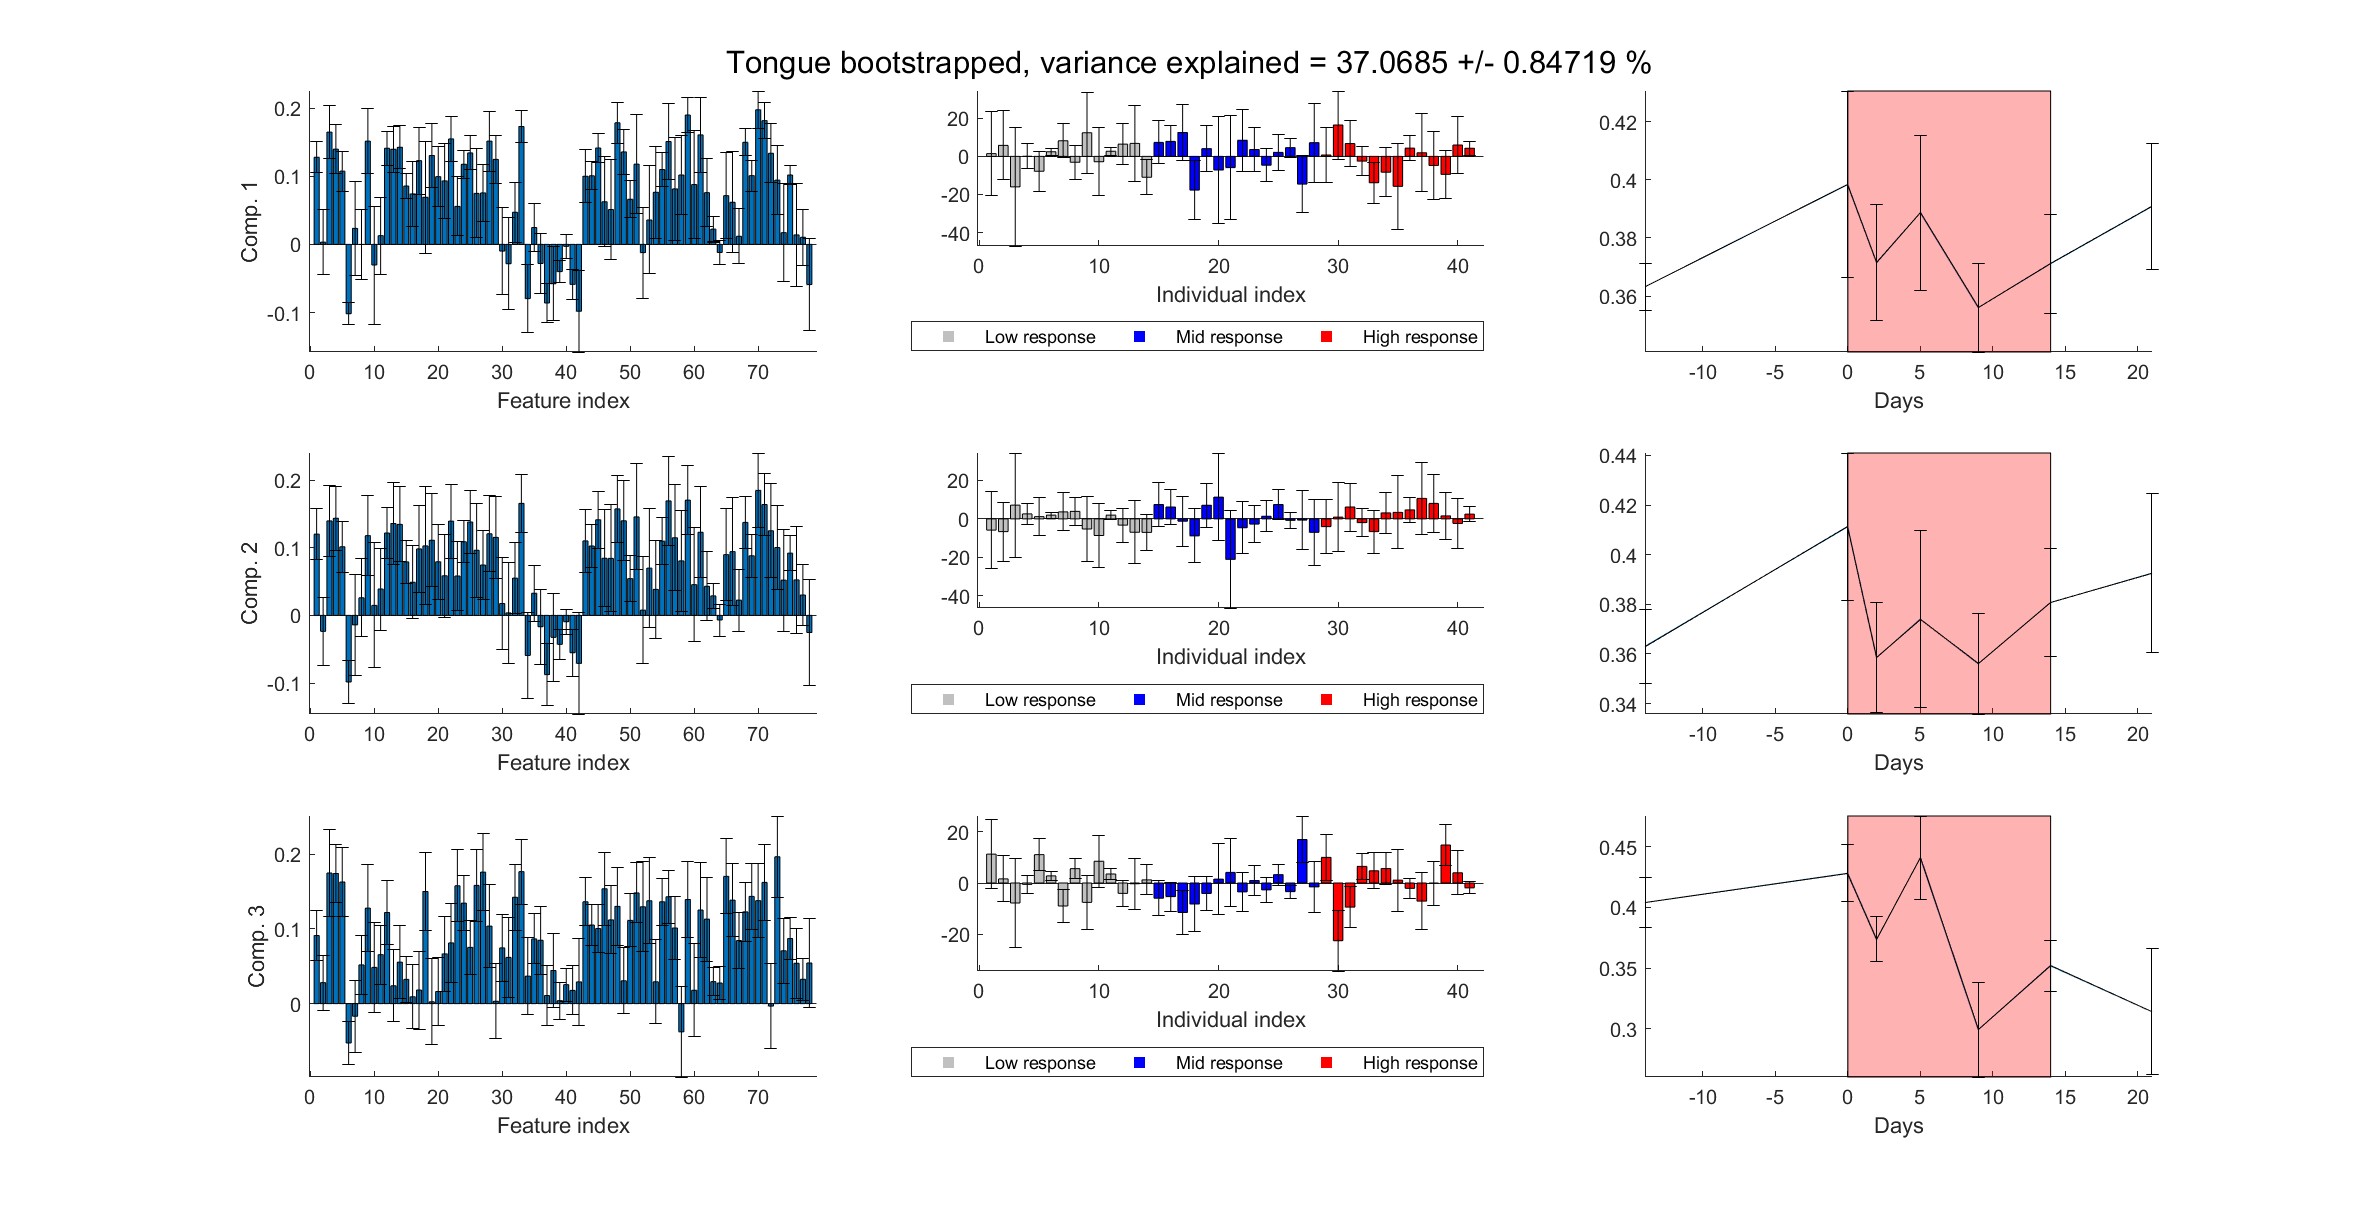 Tongue bootstrapped, variance explained = 37.0685 +/- 0.84719 %
Comp. 1
0.2
0.1
0
-0.1
0 10 20 30 40 50 60 70
Feature index
20
0
-20
-40
0 10 20 30 40
Individual index
Low response Mid response High response
0.42
0.4
0.38
0.36
-10 -5 0 5 10 15 20
Days
Comp. 2
0.2
0.1
0
-0.1
0 10 20 30 40 50 60 70
Feature index
20
0
-20
-40
0 10 20 30 40
Individual index
Low response Mid response High response
0.44
0.42
0.4
0.38
0.36
0.34
-10 -5 0 5 10 15 20
Days
Comp. 3
0.2
0.1
0
0 10 20 30 40 50 60 70
Feature index
20
0
-20
0 10 20 30 40
Individual index
Low response Mid response High response
0.45
0.4
0.35
0.3
-10 -5 0 5 10 15 20
Days